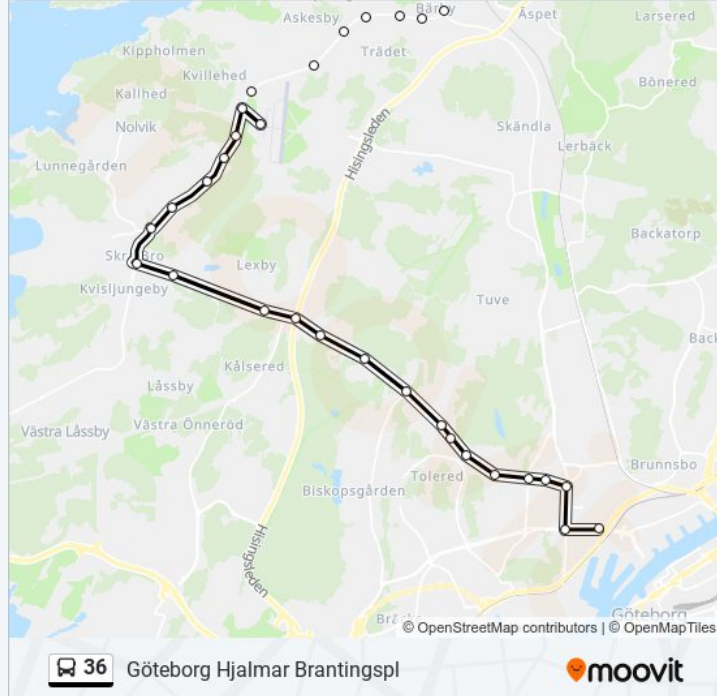 Askesby
Bärby
Äspet
Larsered
Kippholmen
Trädet
Kvillehed
Bönered
Kallhed
Nolvik
Skändla
Hisingsleden
Lerbäck
Lunnegården
Backatorp
Lexby
Kvisljungeby
Tuve
Back
Kålsered
Låssby
Västra Låssby
Västra Önneröd
Brunnsbo
Tolered
Biskopsgården
Hisingsleden
Göteborg
© OpenStreetMap contributors | © OpenMapTiles
36 Göteborg Hjalmar Brantingspl
moovit